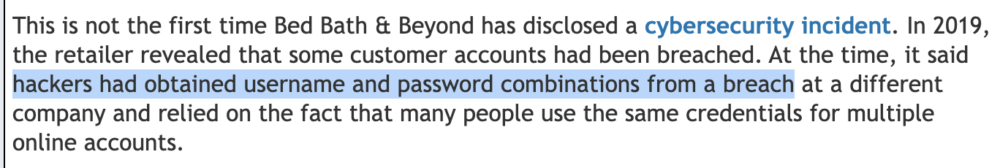 This is not the first time Bed Bath & Beyond has disclosed a cybersecurity incident. In 2019,
the retailer revealed that some customer accounts had been breached. At the time, it said
hackers had obtained username and password combinations from a breach at a different
company and relied on the fact that many people use the same credentials for multiple
online accounts.